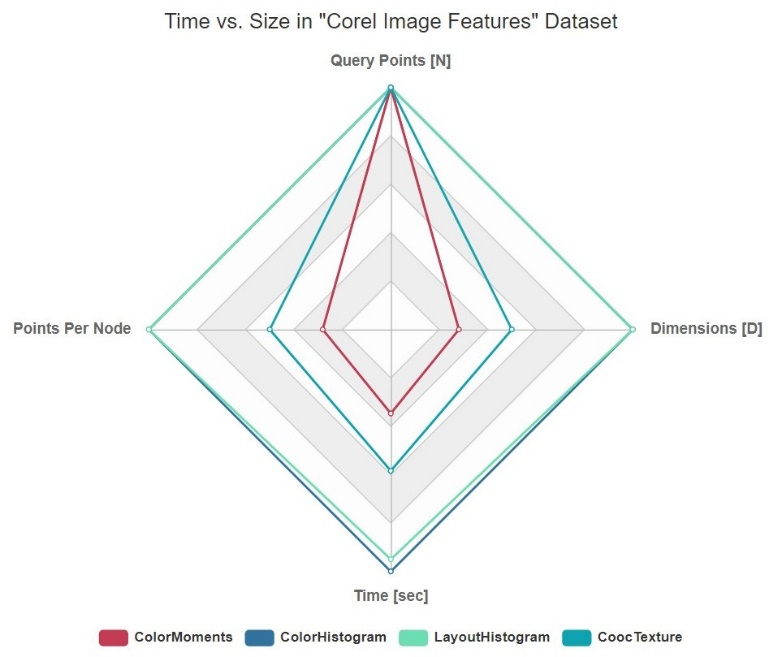 Time vs. Size in "Corel Image Features" Dataset
Query Points [N]
Points Per Node
Dimensions [D]
Time [sec]
ColorMoments ColorHistogram LayoutHistogram CoocTexture